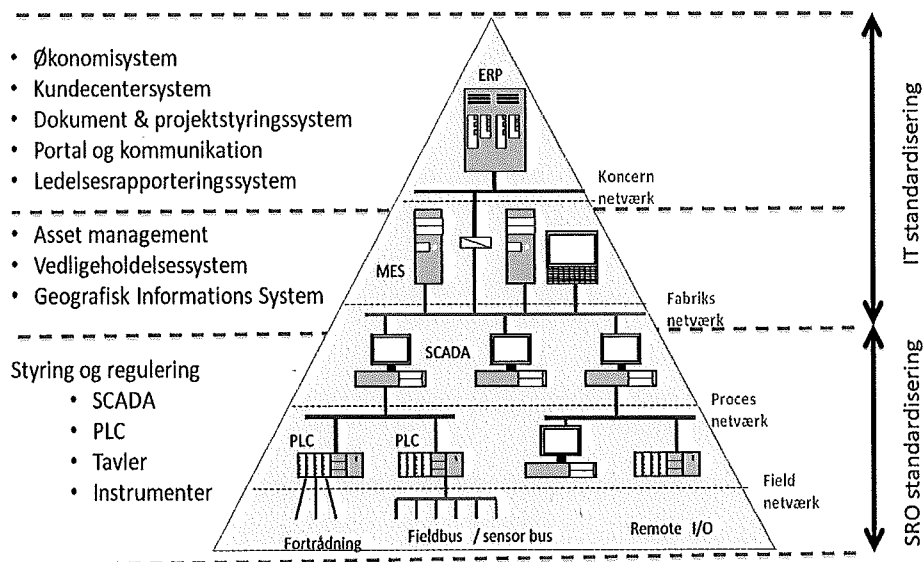 • Økonomisystem
• Kundecentersystem
• Dokument & projektstyringssystem
• Portal og kommunikation
• Ledelsesrapporteringssystem
• Asset management
• Vedligeholdelsessystem
• Geografisk Informations System
Styring og regulering
• SCADA
• PLC
• Tavler
• Instrumenter
ERP
Koncern
netværk
MES
Fabriks
netværk
SCADA
Proces
netværk
PLC
PLC
Field
netværk
Fortrådning
Fieldbus / sensor bus
Remote I/O
IT standardisering
SRO standardisering